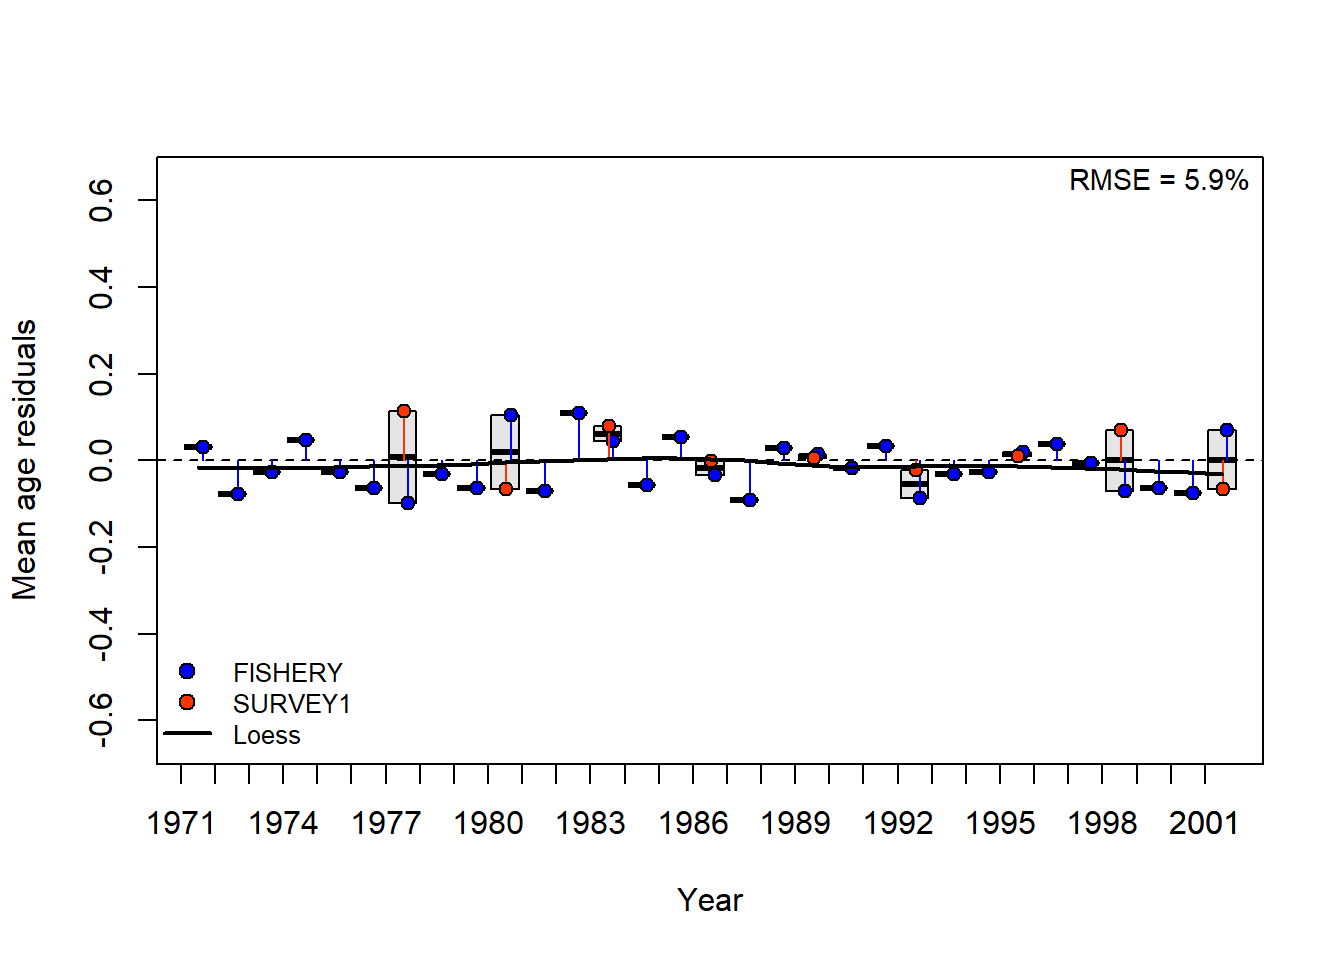 RMSE = 5.9%
Mean age residuals
0.6
0.4
0.2
0.0
-0.2
-0.4
-0.6
FISHERY
SURVEY1
Loess
1971 1974 1977 1980 1983 1986 1989 1992 1995 1998 2001
Year